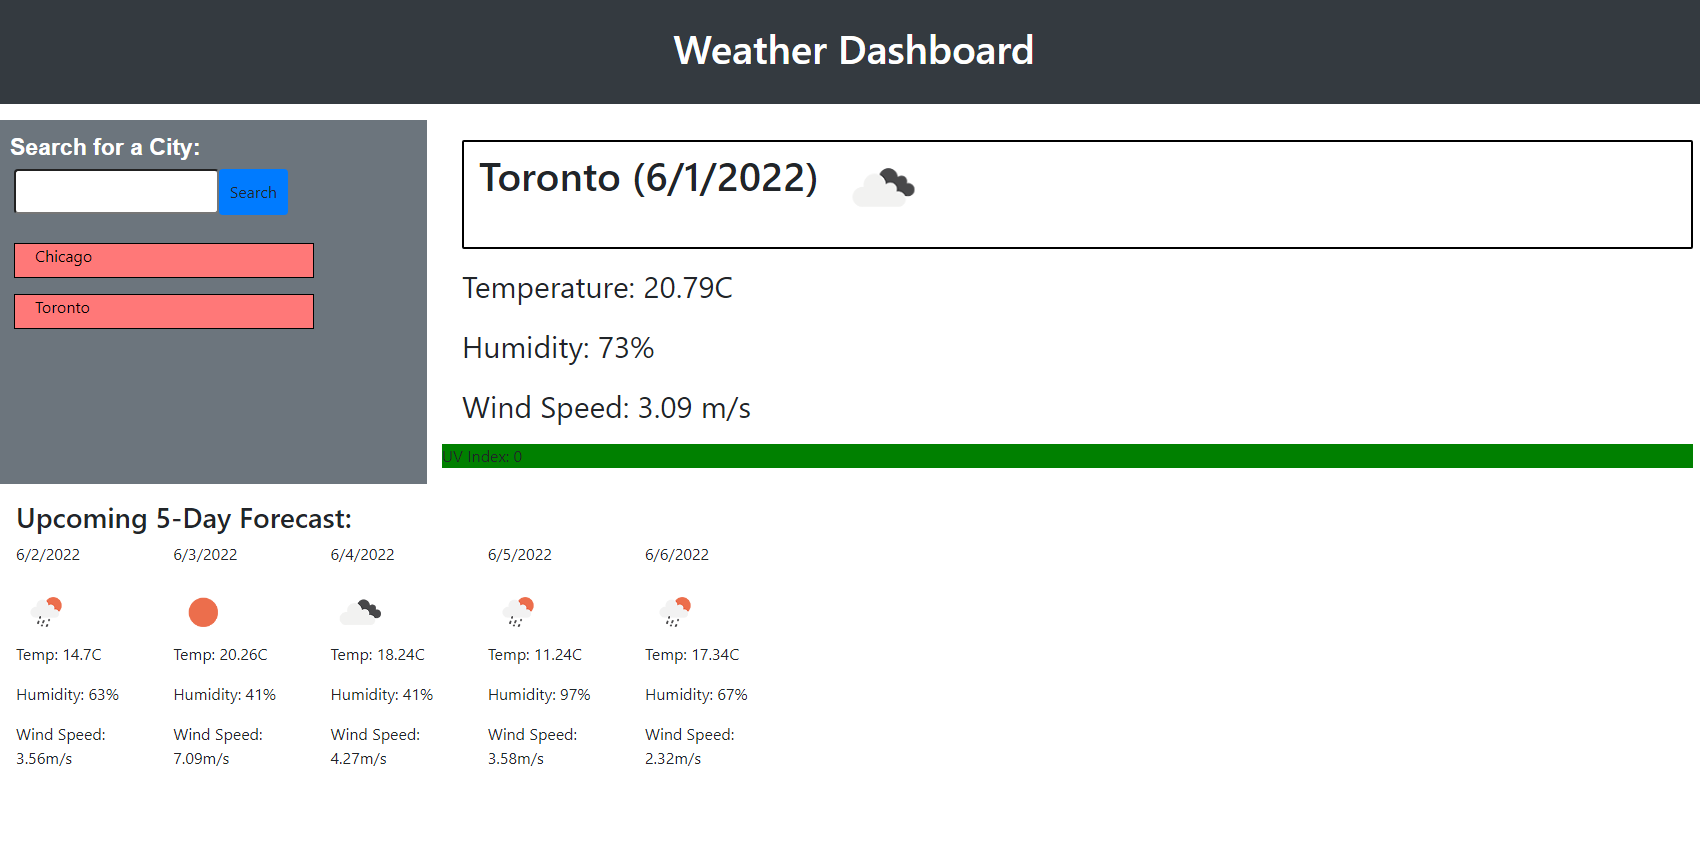 Weather Dashboard
Search for a City:
Search
Chicago
Toronto
Toronto (6/1/2022)
Temperature: 20.79C
Humidity: 73%
Wind Speed: 3.09 m/s
UV Index: 0
Upcoming 5-Day Forecast:
6/2/2022
Temp: 14.7C
Humidity: 63%
Wind Speed:
3.56m/s
6/3/2022
Temp: 20.26C
Humidity: 41%
Wind Speed:
7.09m/s
6/4/2022
Temp: 18.24C
Humidity: 41%
Wind Speed:
4.27m/s
6/5/2022
Temp: 11.24C
Humidity: 97%
Wind Speed:
3.58m/s
6/6/2022
Temp: 17.34C
Humidity: 67%
Wind Speed:
2.32m/s